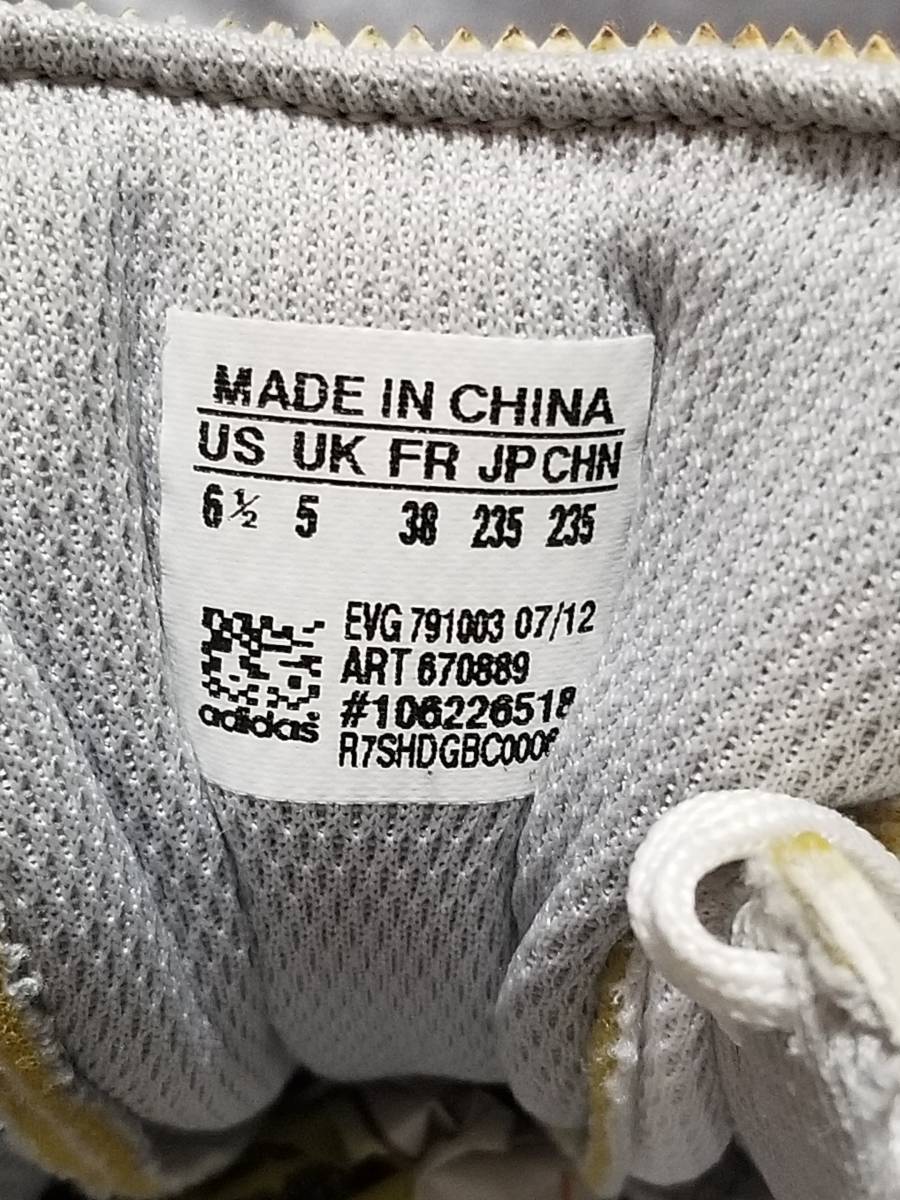 MADE IN CHINA
US UK FR JP CHN
6½ 5 38 235 235
EVG 791003 07/12
ART 670889
#106226518
adidas